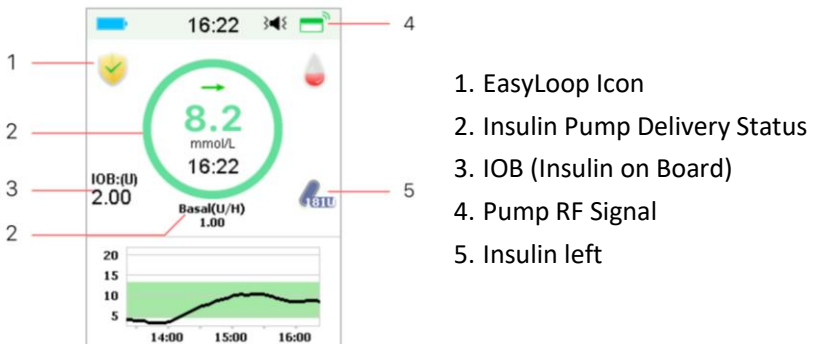 16:22
4
1
8.2
mmol/L
16:22
2
IOB:(U)
2.00
3
181U
5
Basal(U/H)
1.00
2
20
15
10
5
14:00 15:00 16:00
1. EasyLoop Icon
2. Insulin Pump Delivery Status
3. IOB (Insulin on Board)
4. Pump RF Signal
5. Insulin left